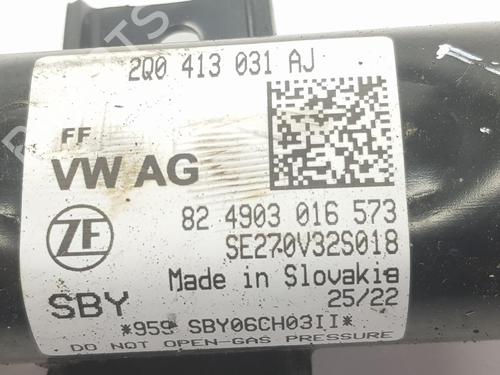 2Q0 413 031 AJ
FF
VW AG
ZF
82 4903 016 573
SE270V32S018
Made in Slovakia
SBY
25/22
*959 SBY06CH03II*
DO NOT OPEN-GAS PRESSURE